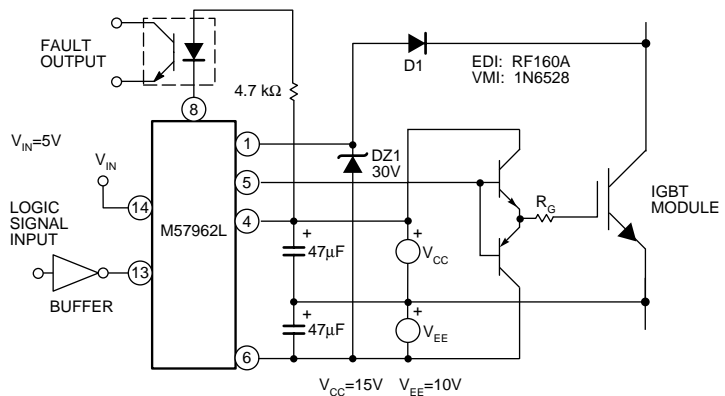 FAULT
OUTPUT
D1
EDI: RF160A
VMI: 1N6528
4.7 kΩ
8
V_IN=5V
1
DZ1
30V
V_IN
5
R_G
IGBT
MODULE
14
4
LOGIC
SIGNAL
INPUT
M57962L
+
47µF
+
V_CC
13
BUFFER
+
47µF
+
V_EE
6
V_CC=15V V_EE=10V